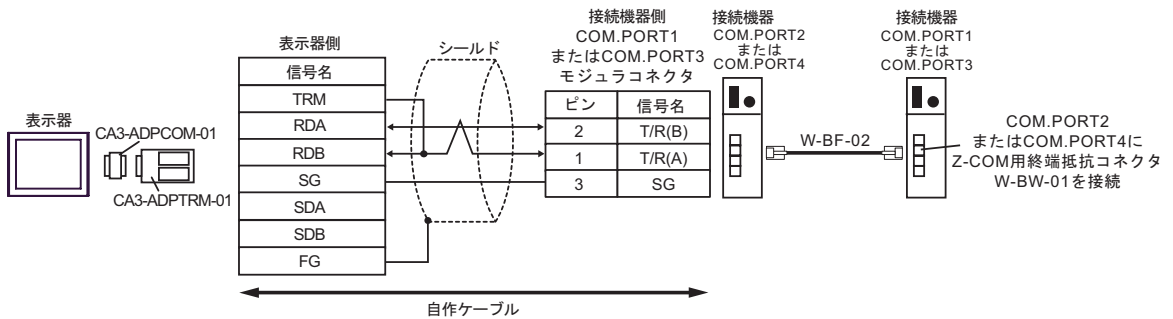 表示器
CA3-ADPCOM-01
CA3-ADPTRM-01
表示器側
信号名
TRM
RDA
RDB
SG
SDA
SDB
FG
シールド
接続機器側
COM.PORT1
またはCOM.PORT3
モジュラコネクタ
ピン 信号名
2 T/R(B)
1 T/R(A)
3 SG
自作ケーブル
接続機器
COM.PORT2
または
COM.PORT4
W-BF-02
接続機器
COM.PORT1
または
COM.PORT3
COM.PORT2
またはCOM.PORT4に
Z-COM用終端抵抗コネクタ
W-BW-01を接続